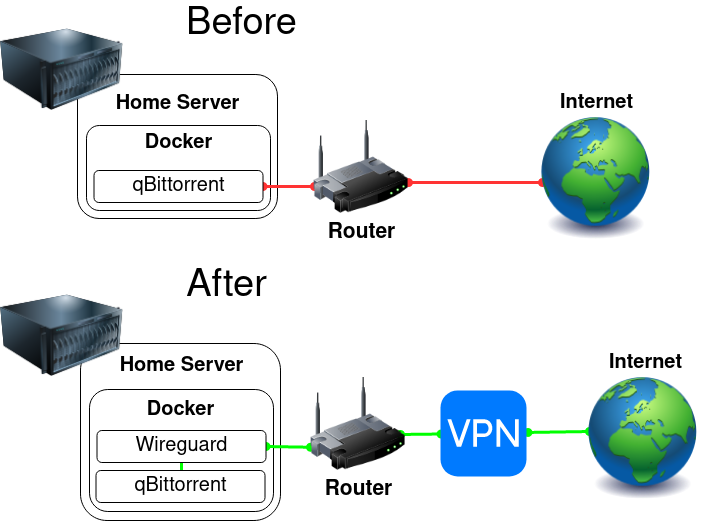 Before
Home Server
Docker
qBittorrent
Router
Internet
After
Home Server
Docker
Wireguard
qBittorrent
Router
VPN
Internet